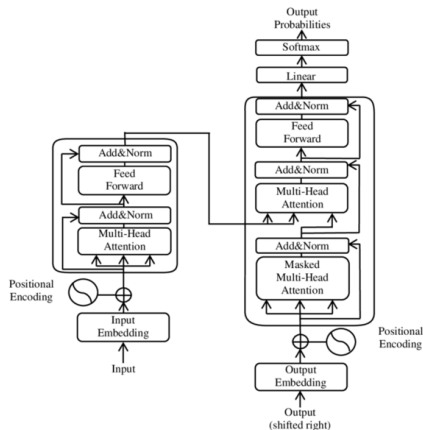 Output
Probabilities
Softmax
Linear
Add&Norm
Feed
Forward
Add&Norm
Multi-Head
Attention
Add&Norm
Masked
Multi-Head
Attention
Positional
Encoding
Output
Embedding
Output
(shifted right)
Add&Norm
Feed
Forward
Add&Norm
Multi-Head
Attention
Positional
Encoding
Input
Embedding
Input